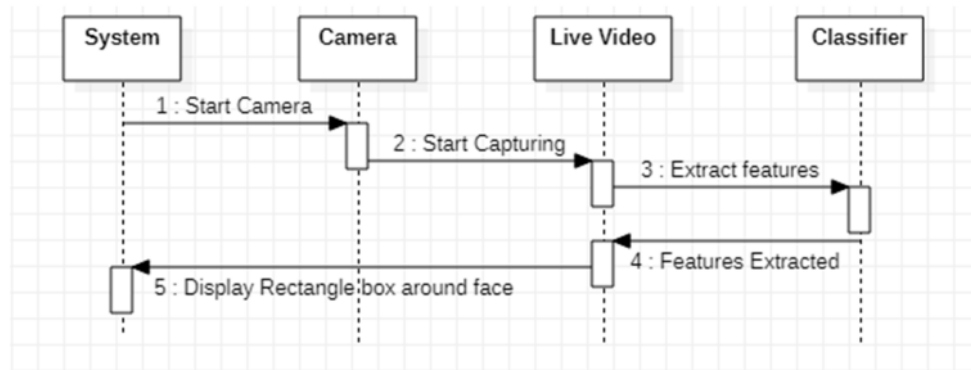 System
Camera
Live Video
Classifier
1 : Start Camera
2 : Start Capturing
3 : Extract features
4 : Features Extracted
5 : Display Rectangle box around face